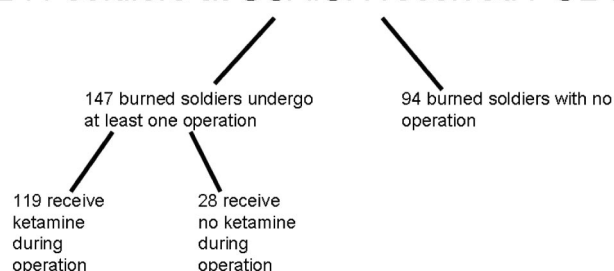 147 burned soldiers undergo
at least one operation
94 burned soldiers with no
operation
119 receive
ketamine
during
operation
28 receive
no ketamine
during
operation